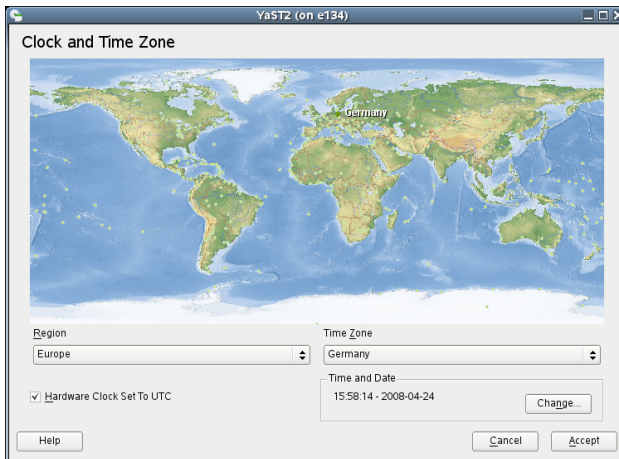 YaST2 (on e134)
Clock and Time Zone
Germany
Region
Time Zone
Europe
Germany
Hardware Clock Set To UTC
Time and Date
15:58:14 - 2008-04-24
Change...
Help
Cancel
Accept